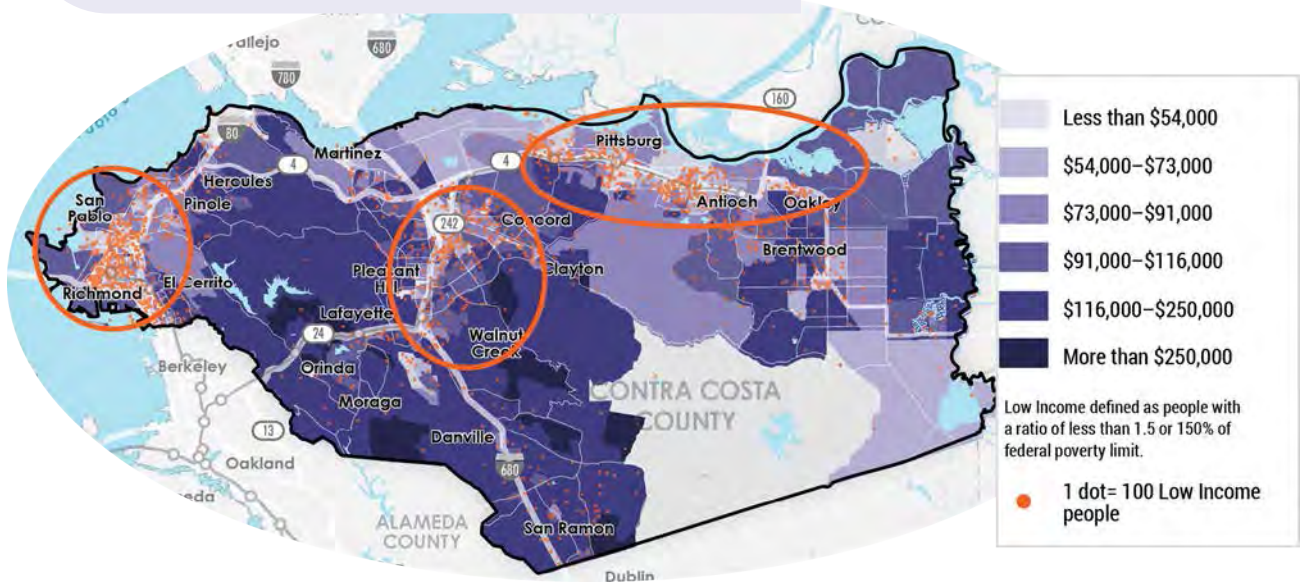 Vallejo
680
780
160
80
4
Martinez
4
Pittsburg
Hercules
San
Pablo
Pinole
242
Concord
Antioch
Oakley
Brentwood
El Cerrito
Richmond
Pleasant
Hill
Clayton
Lafayette
24
Walnut
Creek
Berkeley
Orinda
Moraga
CONTRA COSTA
COUNTY
13
Danville
Oakland
680
ALAMEDA
COUNTY
San Ramon
Dublin
Less than $54,000
$54,000–$73,000
$73,000–$91,000
$91,000–$116,000
$116,000–$250,000
More than $250,000
Low Income defined as people with
a ratio of less than 1.5 or 150% of
federal poverty limit.
1 dot= 100 Low Income
people